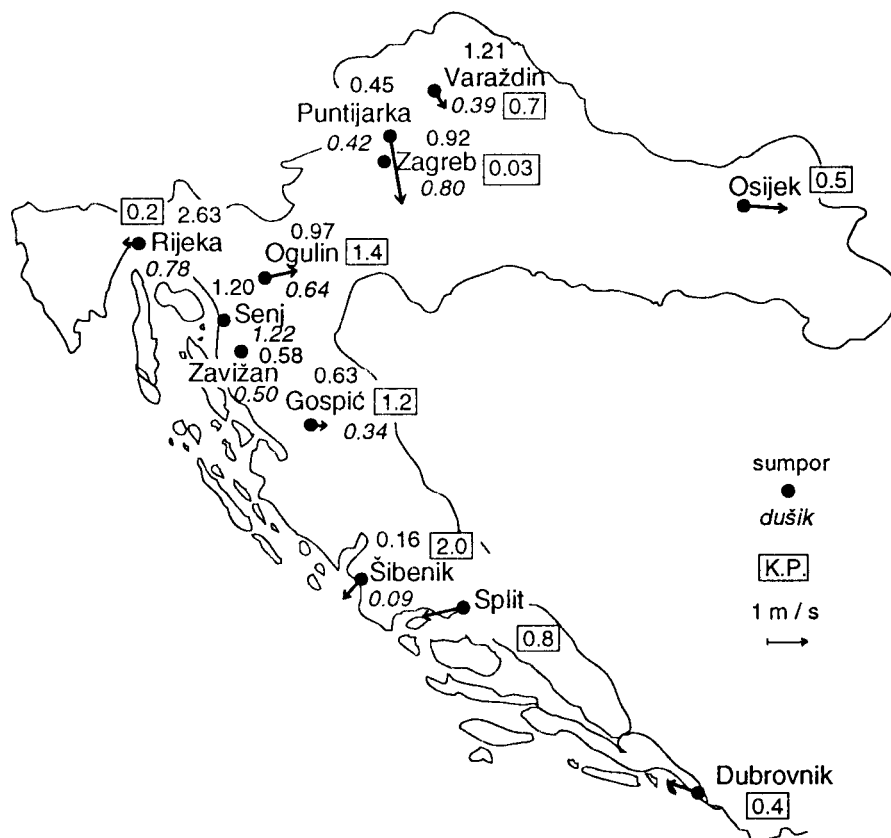 1.21
Varaždin
0.39 0.7
0.45
Puntijarka
0.42
0.92
Zagreb 0.03
0.80
Osijek 0.5
0.2 2.63
Rijeka
0.78
0.97
Ogulin 1.4
0.64
1.20
Senj
1.22
0.58
Zavižan
0.50
0.63
Gospić 1.2
0.34
sumpor
dušik
K.P.
1 m / s
0.16 2.0
Šibenik
0.09
Split
0.8
Dubrovnik
0.4